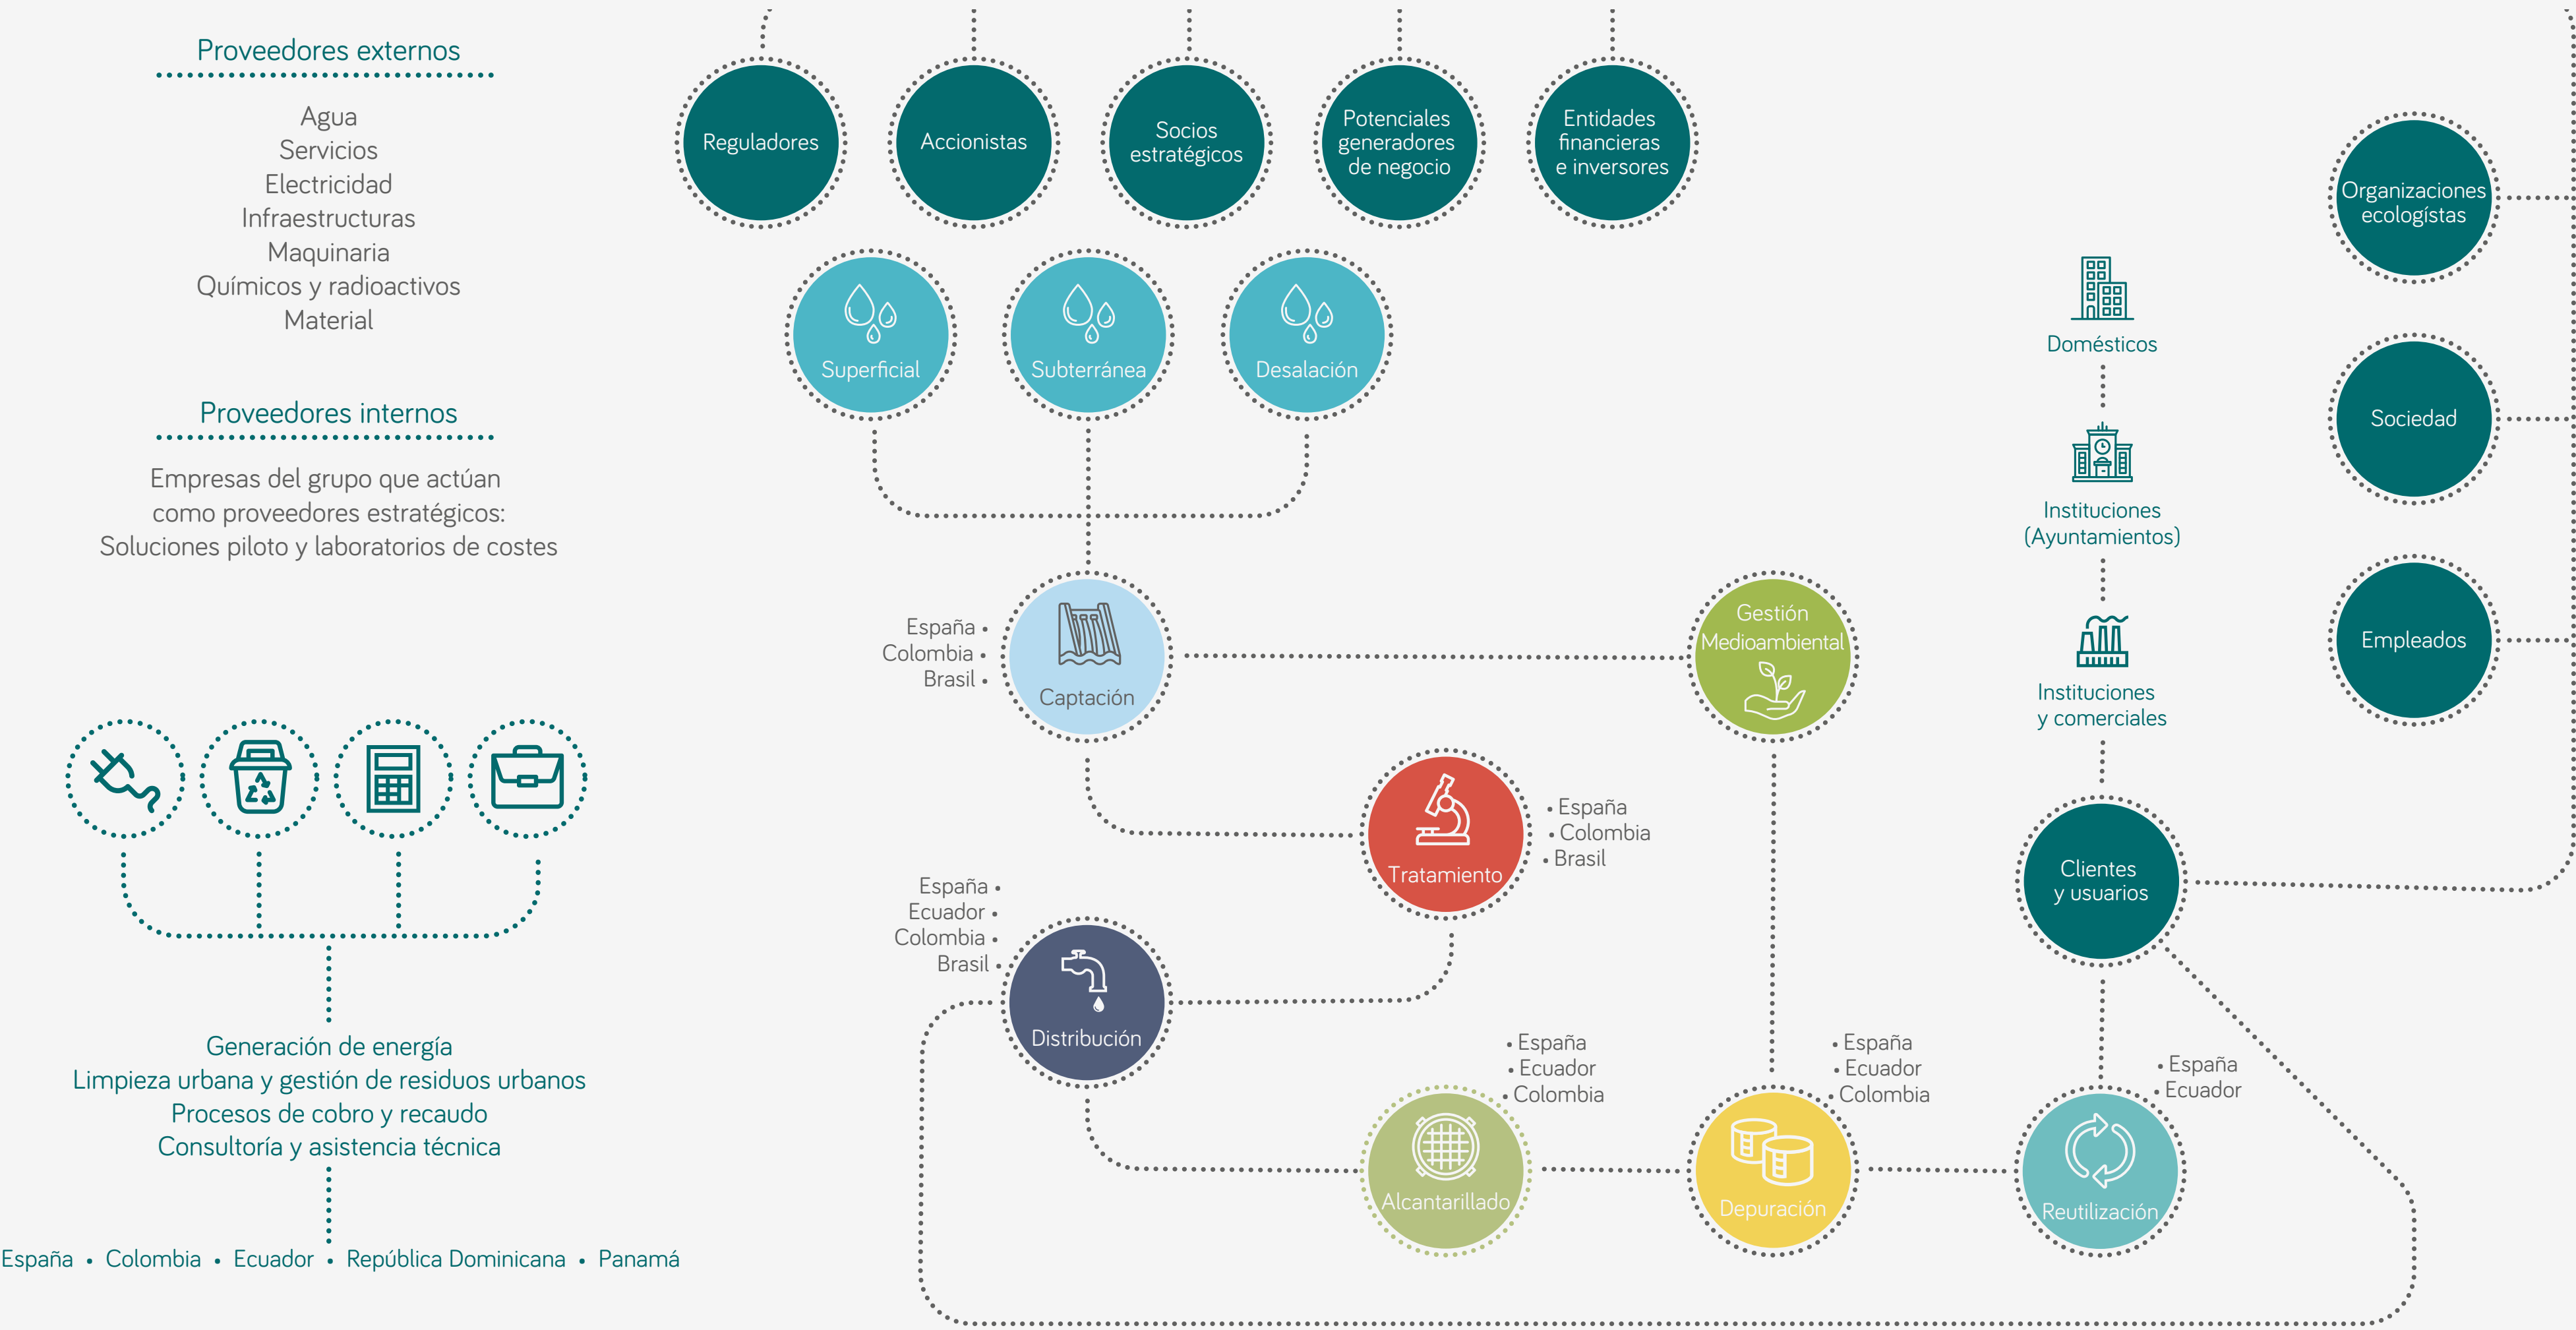 Proveedores externos
Agua
Servicios
Electricidad
Infraestructuras
Maquinaria
Químicos y radioactivos
Material
Proveedores internos
Empresas del grupo que actúan
como proveedores estratégicos:
Soluciones piloto y laboratorios de costes
Generación de energía
Limpieza urbana y gestión de residuos urbanos
Procesos de cobro y recaudo
Consultoría y asistencia técnica
España • Colombia • Ecuador • República Dominicana • Panamá
Reguladores
Accionistas
Socios
estratégicos
Potenciales
generadores
de negocio
Entidades
financieras
e inversores
Superficial
Subterránea
Desalación
España •
Colombia •
Brasil •
Captación
Gestión
Medioambiental
Tratamiento
• España
• Colombia
• Brasil
España •
Ecuador •
Colombia •
Brasil •
Distribución
• España
• Ecuador
• Colombia
Alcantarillado
• España
• Ecuador
• Colombia
Depuración
• España
• Ecuador
Reutilización
Domésticos
Instituciones
(Ayuntamientos)
Instituciones
y comerciales
Clientes
y usuarios
Organizaciones
ecologístas
Sociedad
Empleados